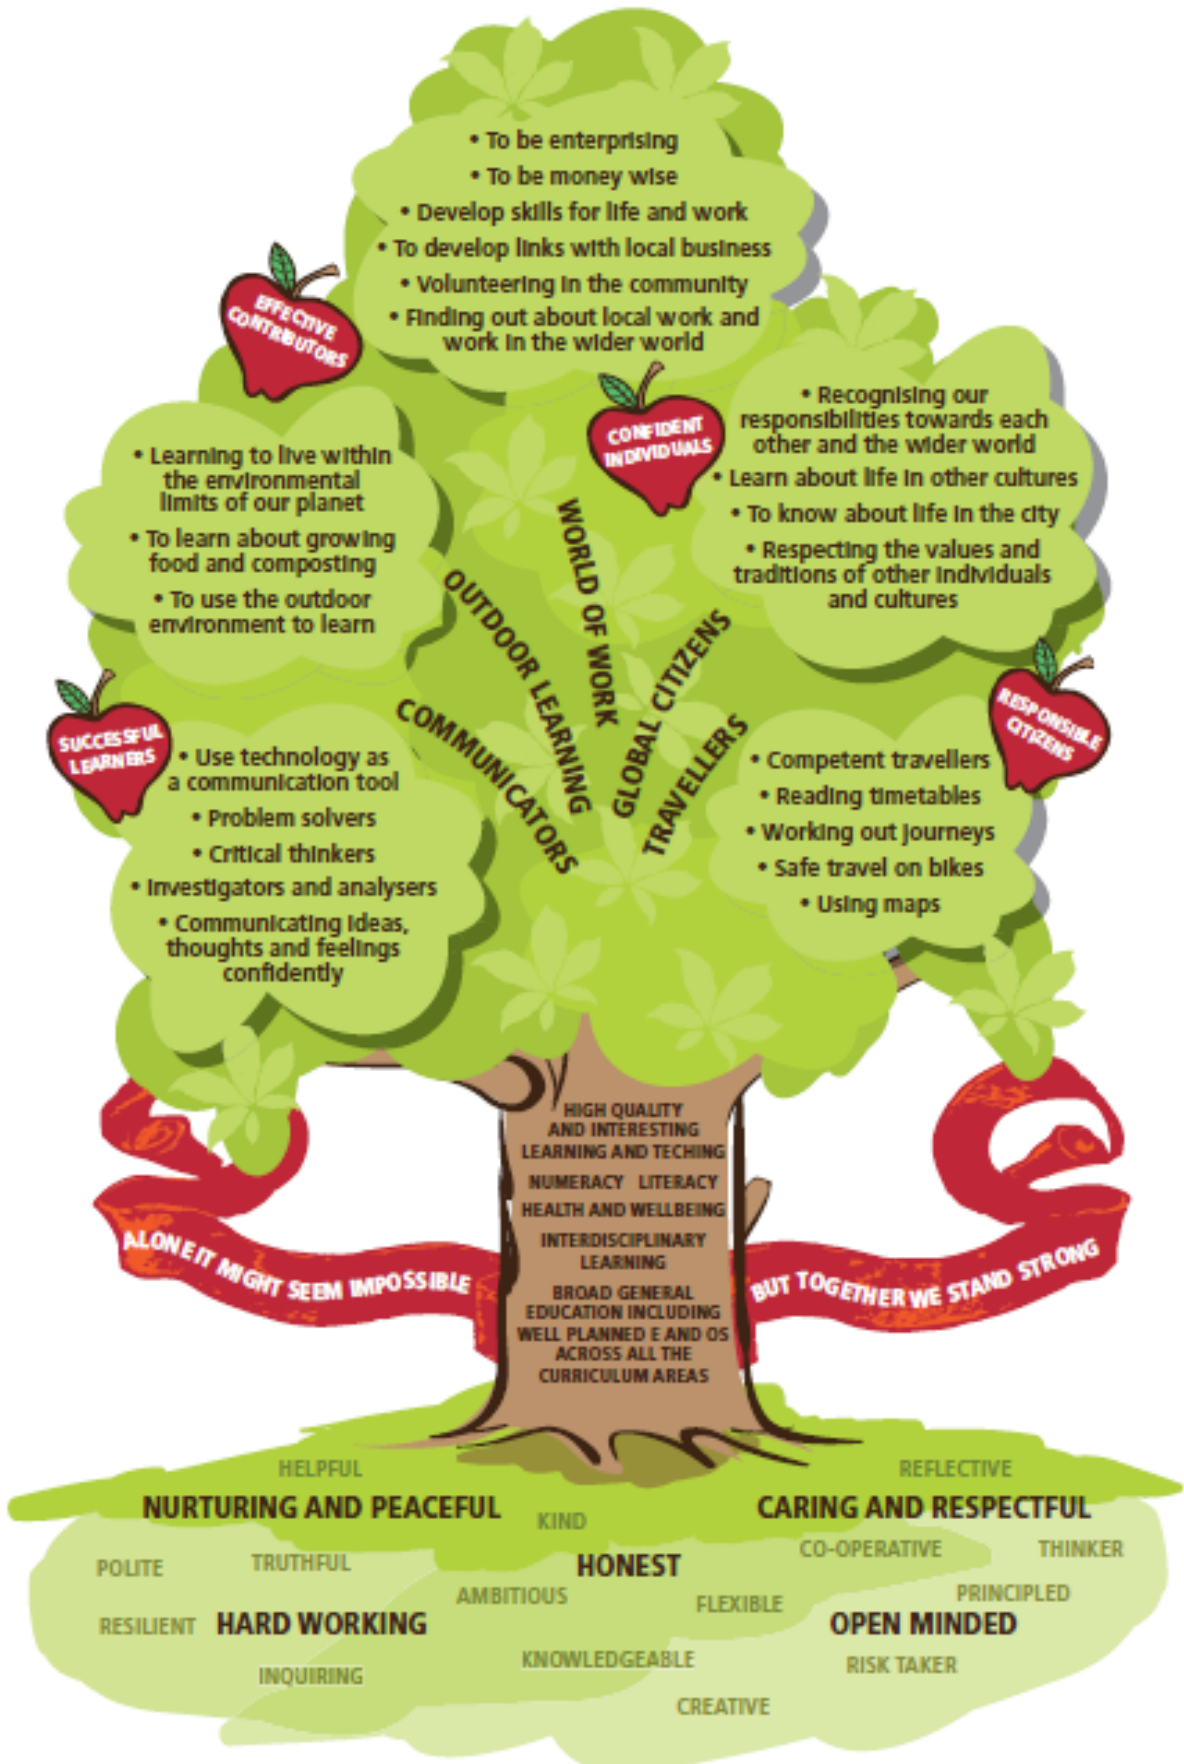 • To be enterprising
• To be money wise
• Develop skills for life and work
• To develop links with local business
• Volunteering in the community
• Finding out about local work and
work in the wider world
EFFECTIVE
CONTRIBUTORS
CONFIDENT
INDIVIDUALS
• Recognising our
responsibilities towards each
other and the wider world
• Learn about life in other cultures
• To know about life in the city
• Respecting the values and
traditions of other individuals
and cultures
• Learning to live within
the environmental
limits of our planet
• To learn about growing
food and composting
• To use the outdoor
environment to learn
WORLD OF WORK
OUTDOOR LEARNING
GLOBAL CITIZENS
COMMUNICATORS
TRAVELLERS
SUCCESSFUL
LEARNERS
RESPONSIBLE
CITIZENS
• Use technology as
a communication tool
• Problem solvers
• Critical thinkers
• Investigators and analysers
• Communicating ideas,
thoughts and feelings
confidently
• Competent travellers
• Reading timetables
• Working out journeys
• Safe travel on bikes
• Using maps
HIGH QUALITY
AND INTERESTING
LEARNING AND TECHING
NUMERACY LITERACY
HEALTH AND WELLBEING
INTERDISCIPLINARY
LEARNING
BROAD GENERAL
EDUCATION INCLUDING
WELL PLANNED E AND OS
ACROSS ALL THE
CURRICULUM AREAS
ALONE IT MIGHT SEEM IMPOSSIBLE
BUT TOGETHER WE STAND STRONG
HELPFUL
REFLECTIVE
NURTURING AND PEACEFUL
CARING AND RESPECTFUL
KIND
CO-OPERATIVE
THINKER
POLITE
TRUTHFUL
HONEST
AMBITIOUS
FLEXIBLE
PRINCIPLED
RESILIENT
HARD WORKING
OPEN MINDED
KNOWLEDGEABLE
RISK TAKER
INQUIRING
CREATIVE